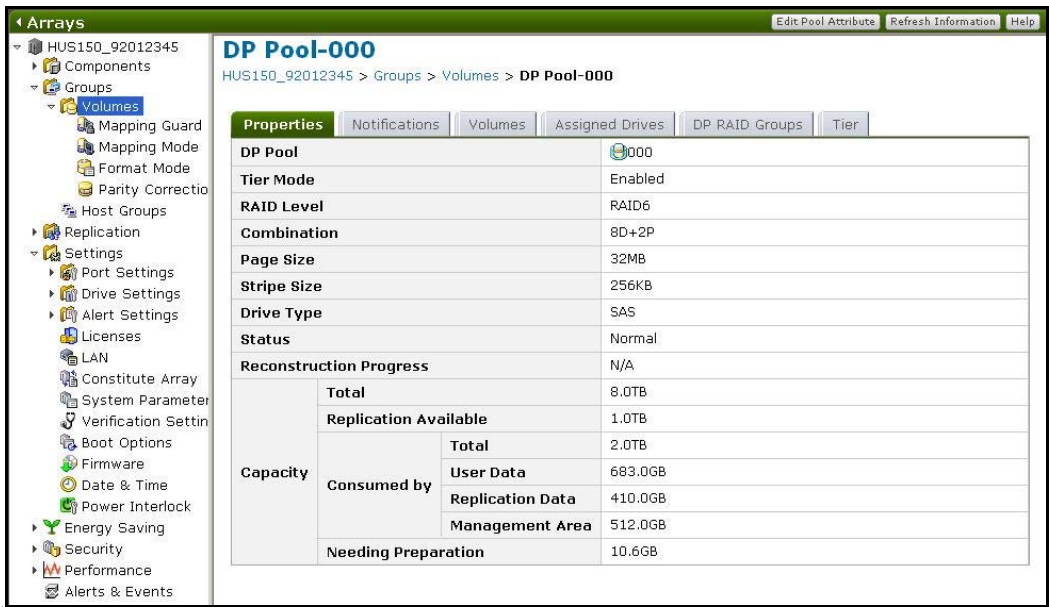 Arrays
Edit Pool Attribute Refresh Information Help
HUS150_92012345
Components
Groups
Volumes
Mapping Guard
Mapping Mode
Format Mode
Parity Correctio
Host Groups
Replication
Settings
Port Settings
Drive Settings
Alert Settings
Licenses
LAN
Constitute Array
System Parameter
Verification Settin
Boot Options
Firmware
Date & Time
Power Interlock
Energy Saving
Security
Performance
Alerts & Events
DP Pool-000
HUS150_92012345 > Groups > Volumes > DP Pool-000
Properties Notifications Volumes Assigned Drives DP RAID Groups Tier
DP Pool 000
Tier Mode Enabled
RAID Level RAID6
Combination 8D+2P
Page Size 32MB
Stripe Size 256KB
Drive Type SAS
Status Normal
Reconstruction Progress N/A
Capacity
Total 8.0TB
Replication Available 1.0TB
Consumed by
Total 2.0TB
User Data 683.0GB
Replication Data 410.0GB
Management Area 512.0GB
Needing Preparation 10.6GB